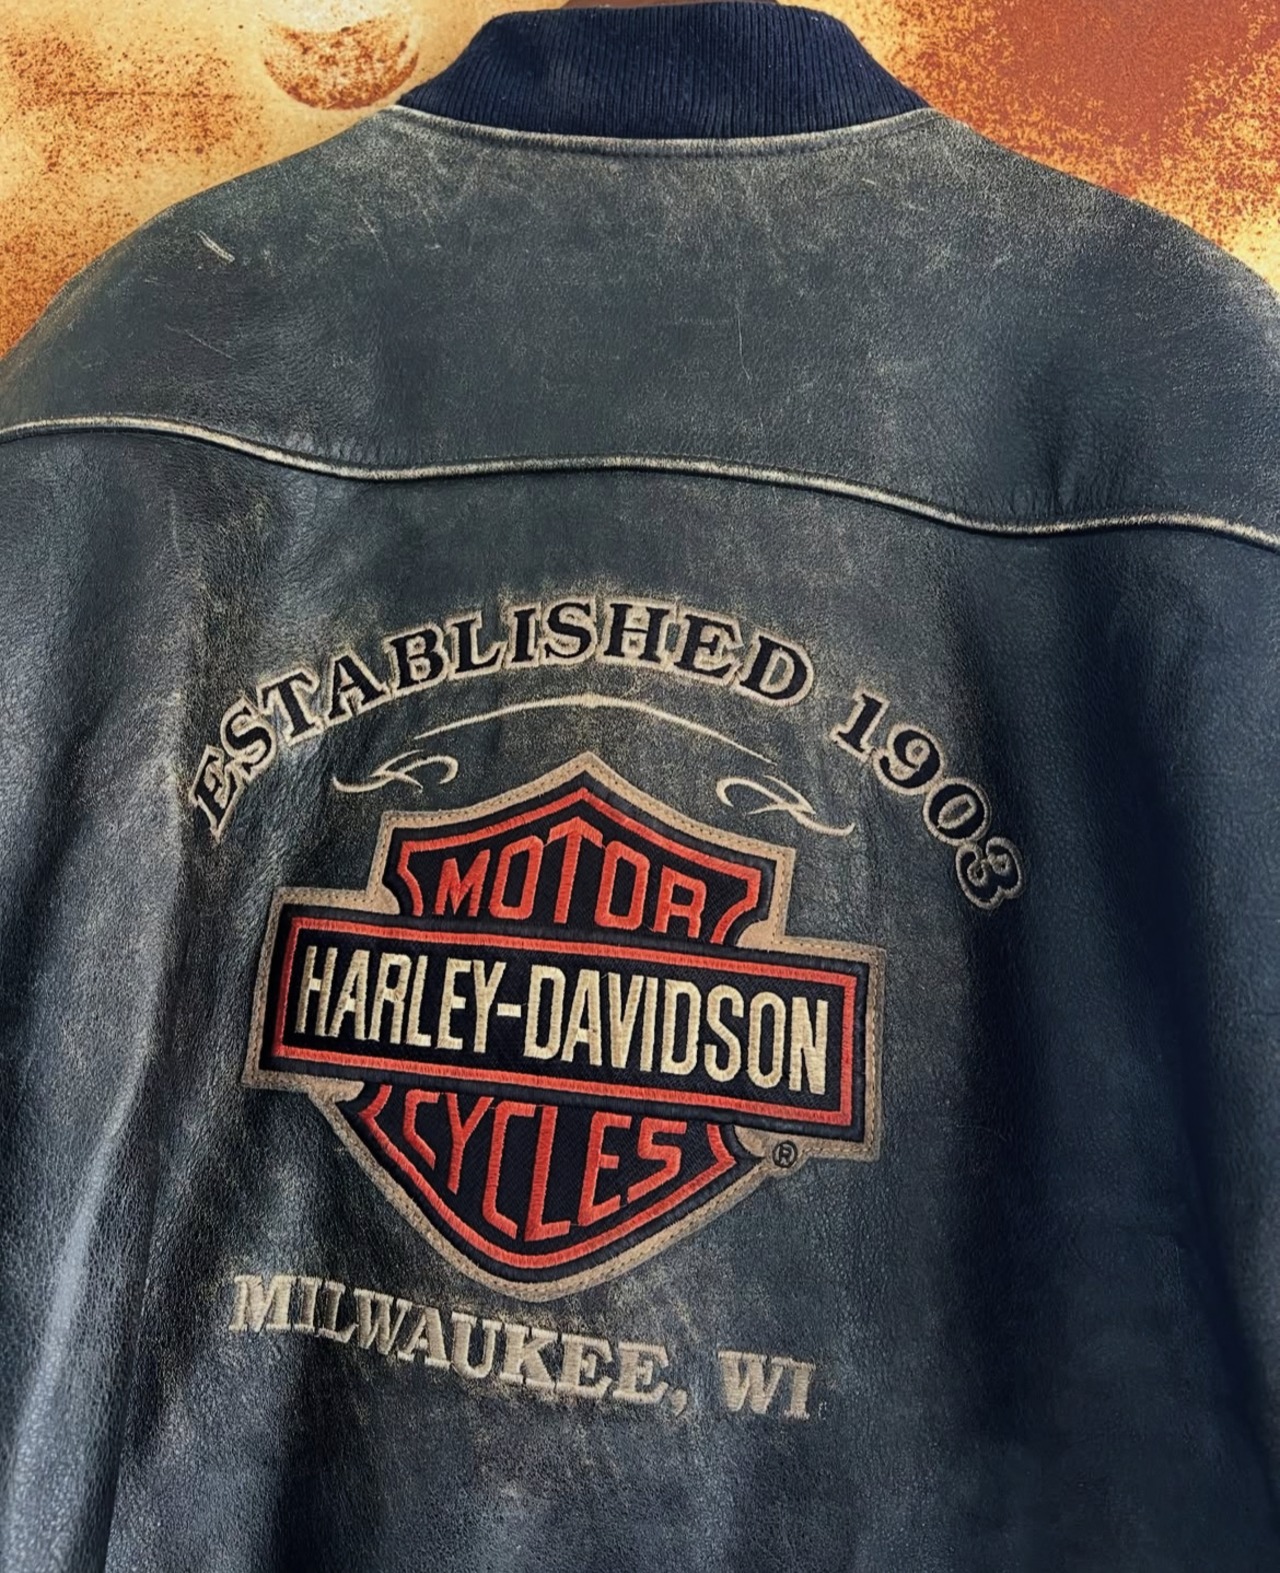 ESTABLISHED 1903
MOTOR
HARLEY-DAVIDSON
CYCLES
®
MILWAUKEE, WI